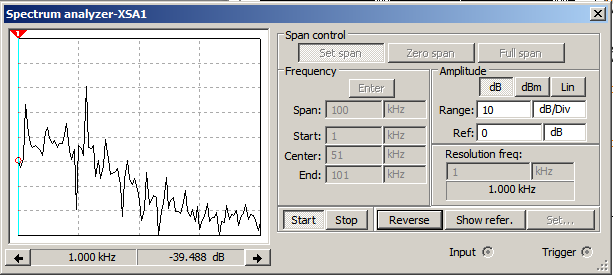 Spectrum analyzer-XSA1
1
Span control
Set span Zero span Full span
Frequency
Enter
Span: 100 kHz
Start: 1 kHz
Center: 51 kHz
End: 101 kHz
Amplitude
dB dBm Lin
Range: 10 dB/Div
Ref: 0 dB
Resolution freq:
1 kHz
1.000 kHz
Start Stop Reverse Show refer. Set...
1.000 kHz -39.488 dB
Input Trigger